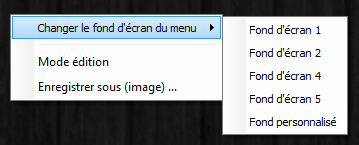 Changer le fond d'écran du menu
Mode édition
Enregistrer sous (image) ...
Fond d'écran 1
Fond d'écran 2
Fond d'écran 4
Fond d'écran 5
Fond personnalisé